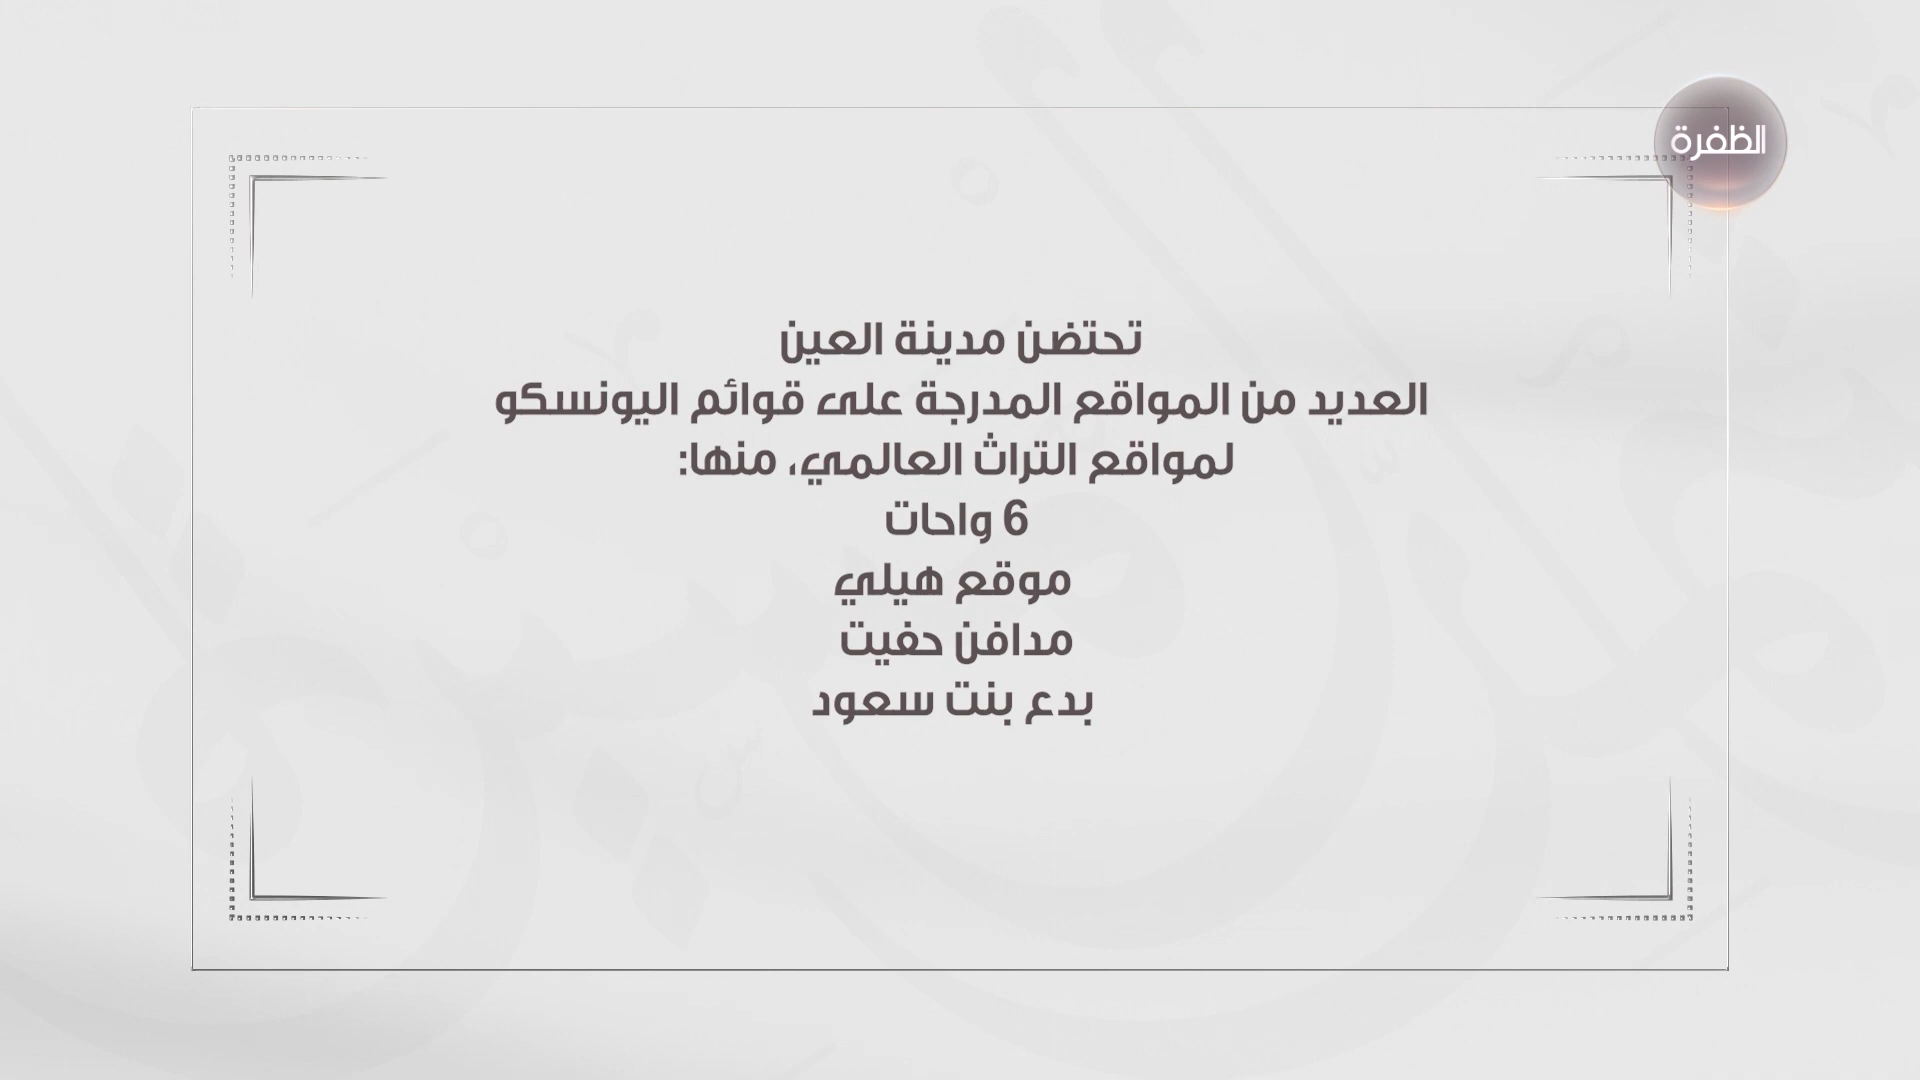 الظفرة
تحتضن مدينة العين
العديد من المواقع المدرجة على قوائم اليونسكو
لمواقع التراث العالمي، منها:
6 واحات
موقع هيلي
مدافن حفيت
بدع بنت سعود